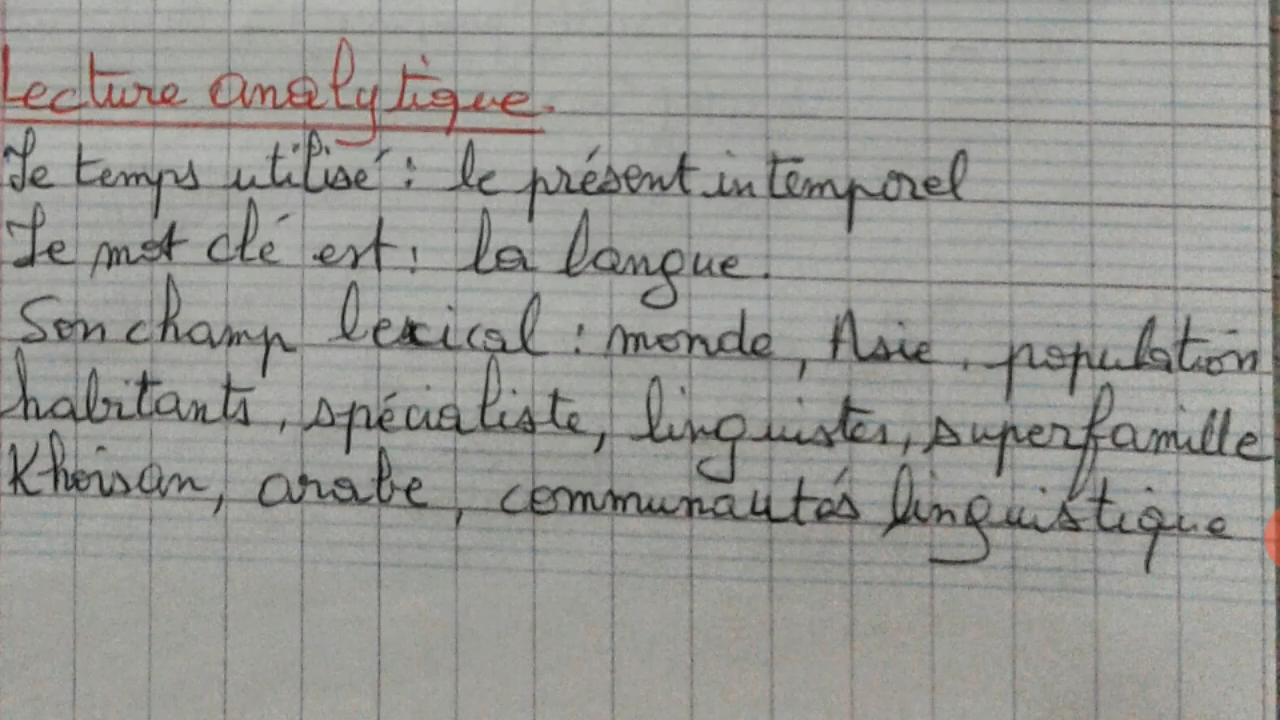 Lecture analytique.
Le temps utilisé : le présent intemporel
Le mot clé est : la langue.
Son champ lexical : monde, Asie, population
habitants, spécialiste, linguistes, superfamille
Khoisan, arabe, communautés linguistique